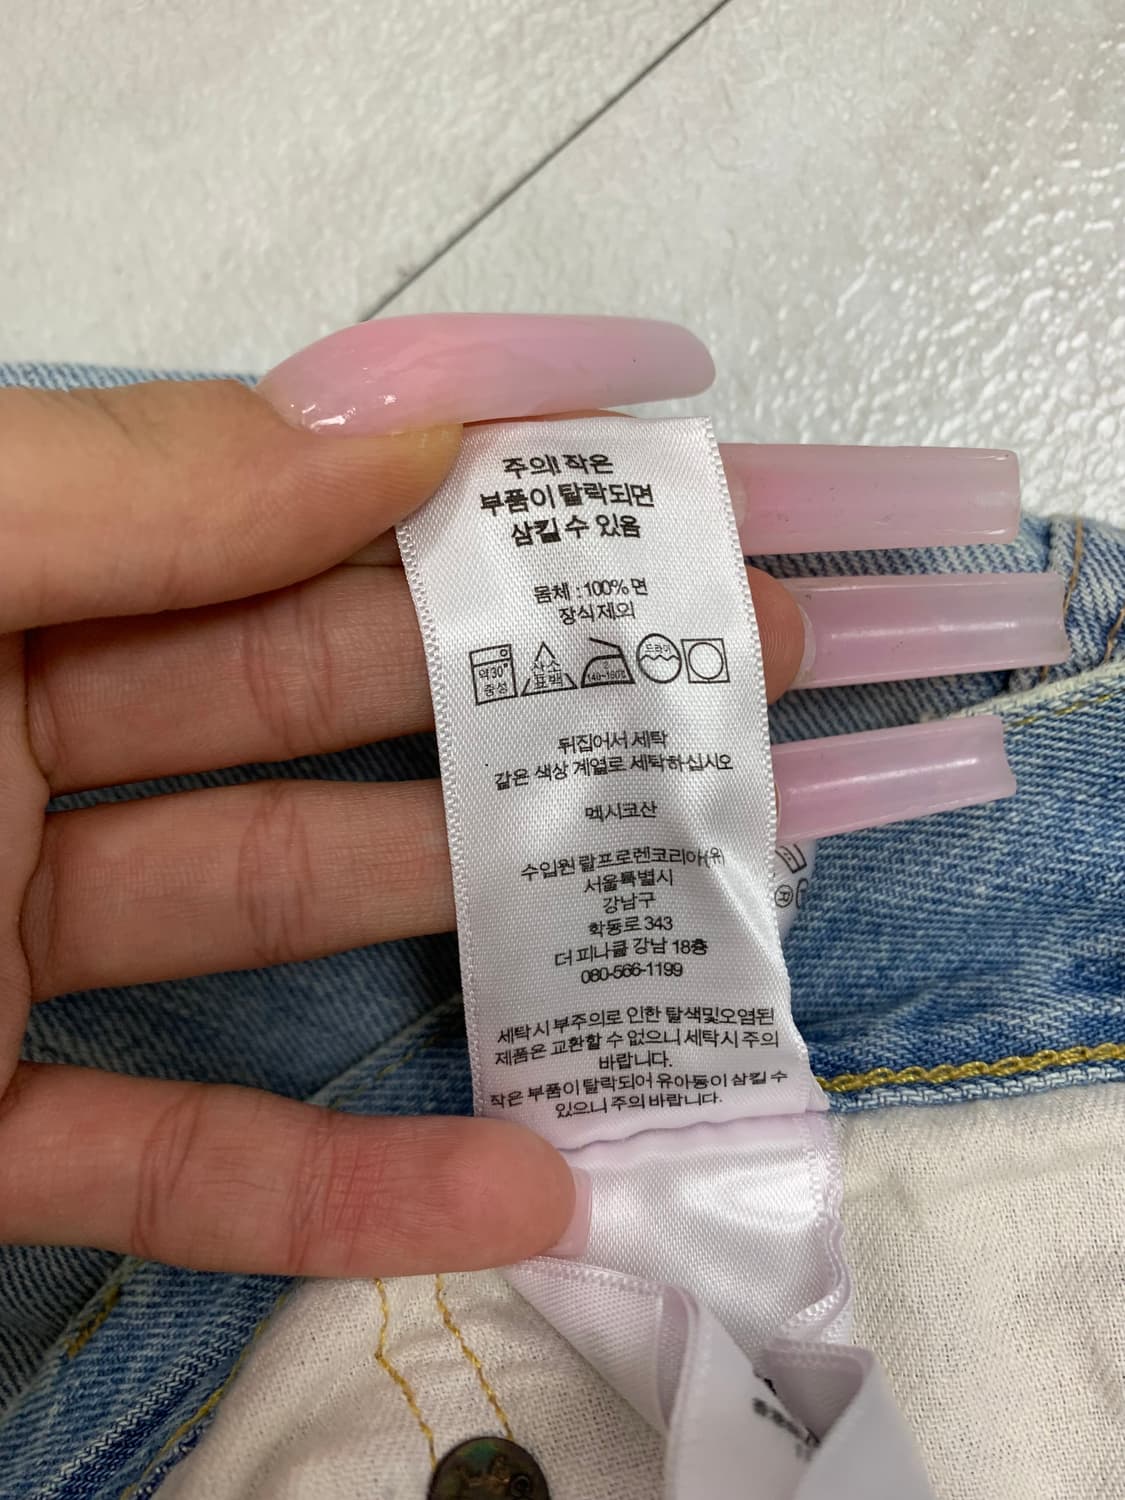 주의! 작은
부품이 탈락되면
삼킬 수 있음
몸체 : 100% 면
장식 제외
약30°
중성
산소
표백
140~160℃
드라이
뒤집어서 세탁
같은 색상 계열로 세탁하십시오
멕시코산
수입원 랄프로렌코리아(유)
서울특별시
강남구
학동로 343
더 피나클 강남 18층
080-566-1199
세탁시 부주의로 인한 탈색및오염된
제품은 교환할 수 없으니 세탁시 주의
바랍니다.
작은 부품이 탈락되어 유아동이 삼킬 수
있으니 주의 바랍니다.